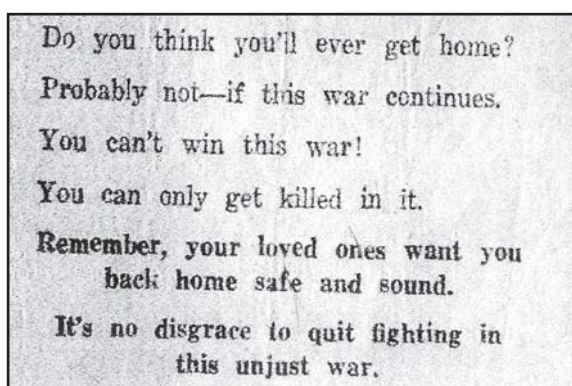 Do you think you'll ever get home?
Probably not—if this war continues.
You can't win this war!
You can only get killed in it.
Remember, your loved ones want you
back home safe and sound.
It's no disgrace to quit fighting in
this unjust war.